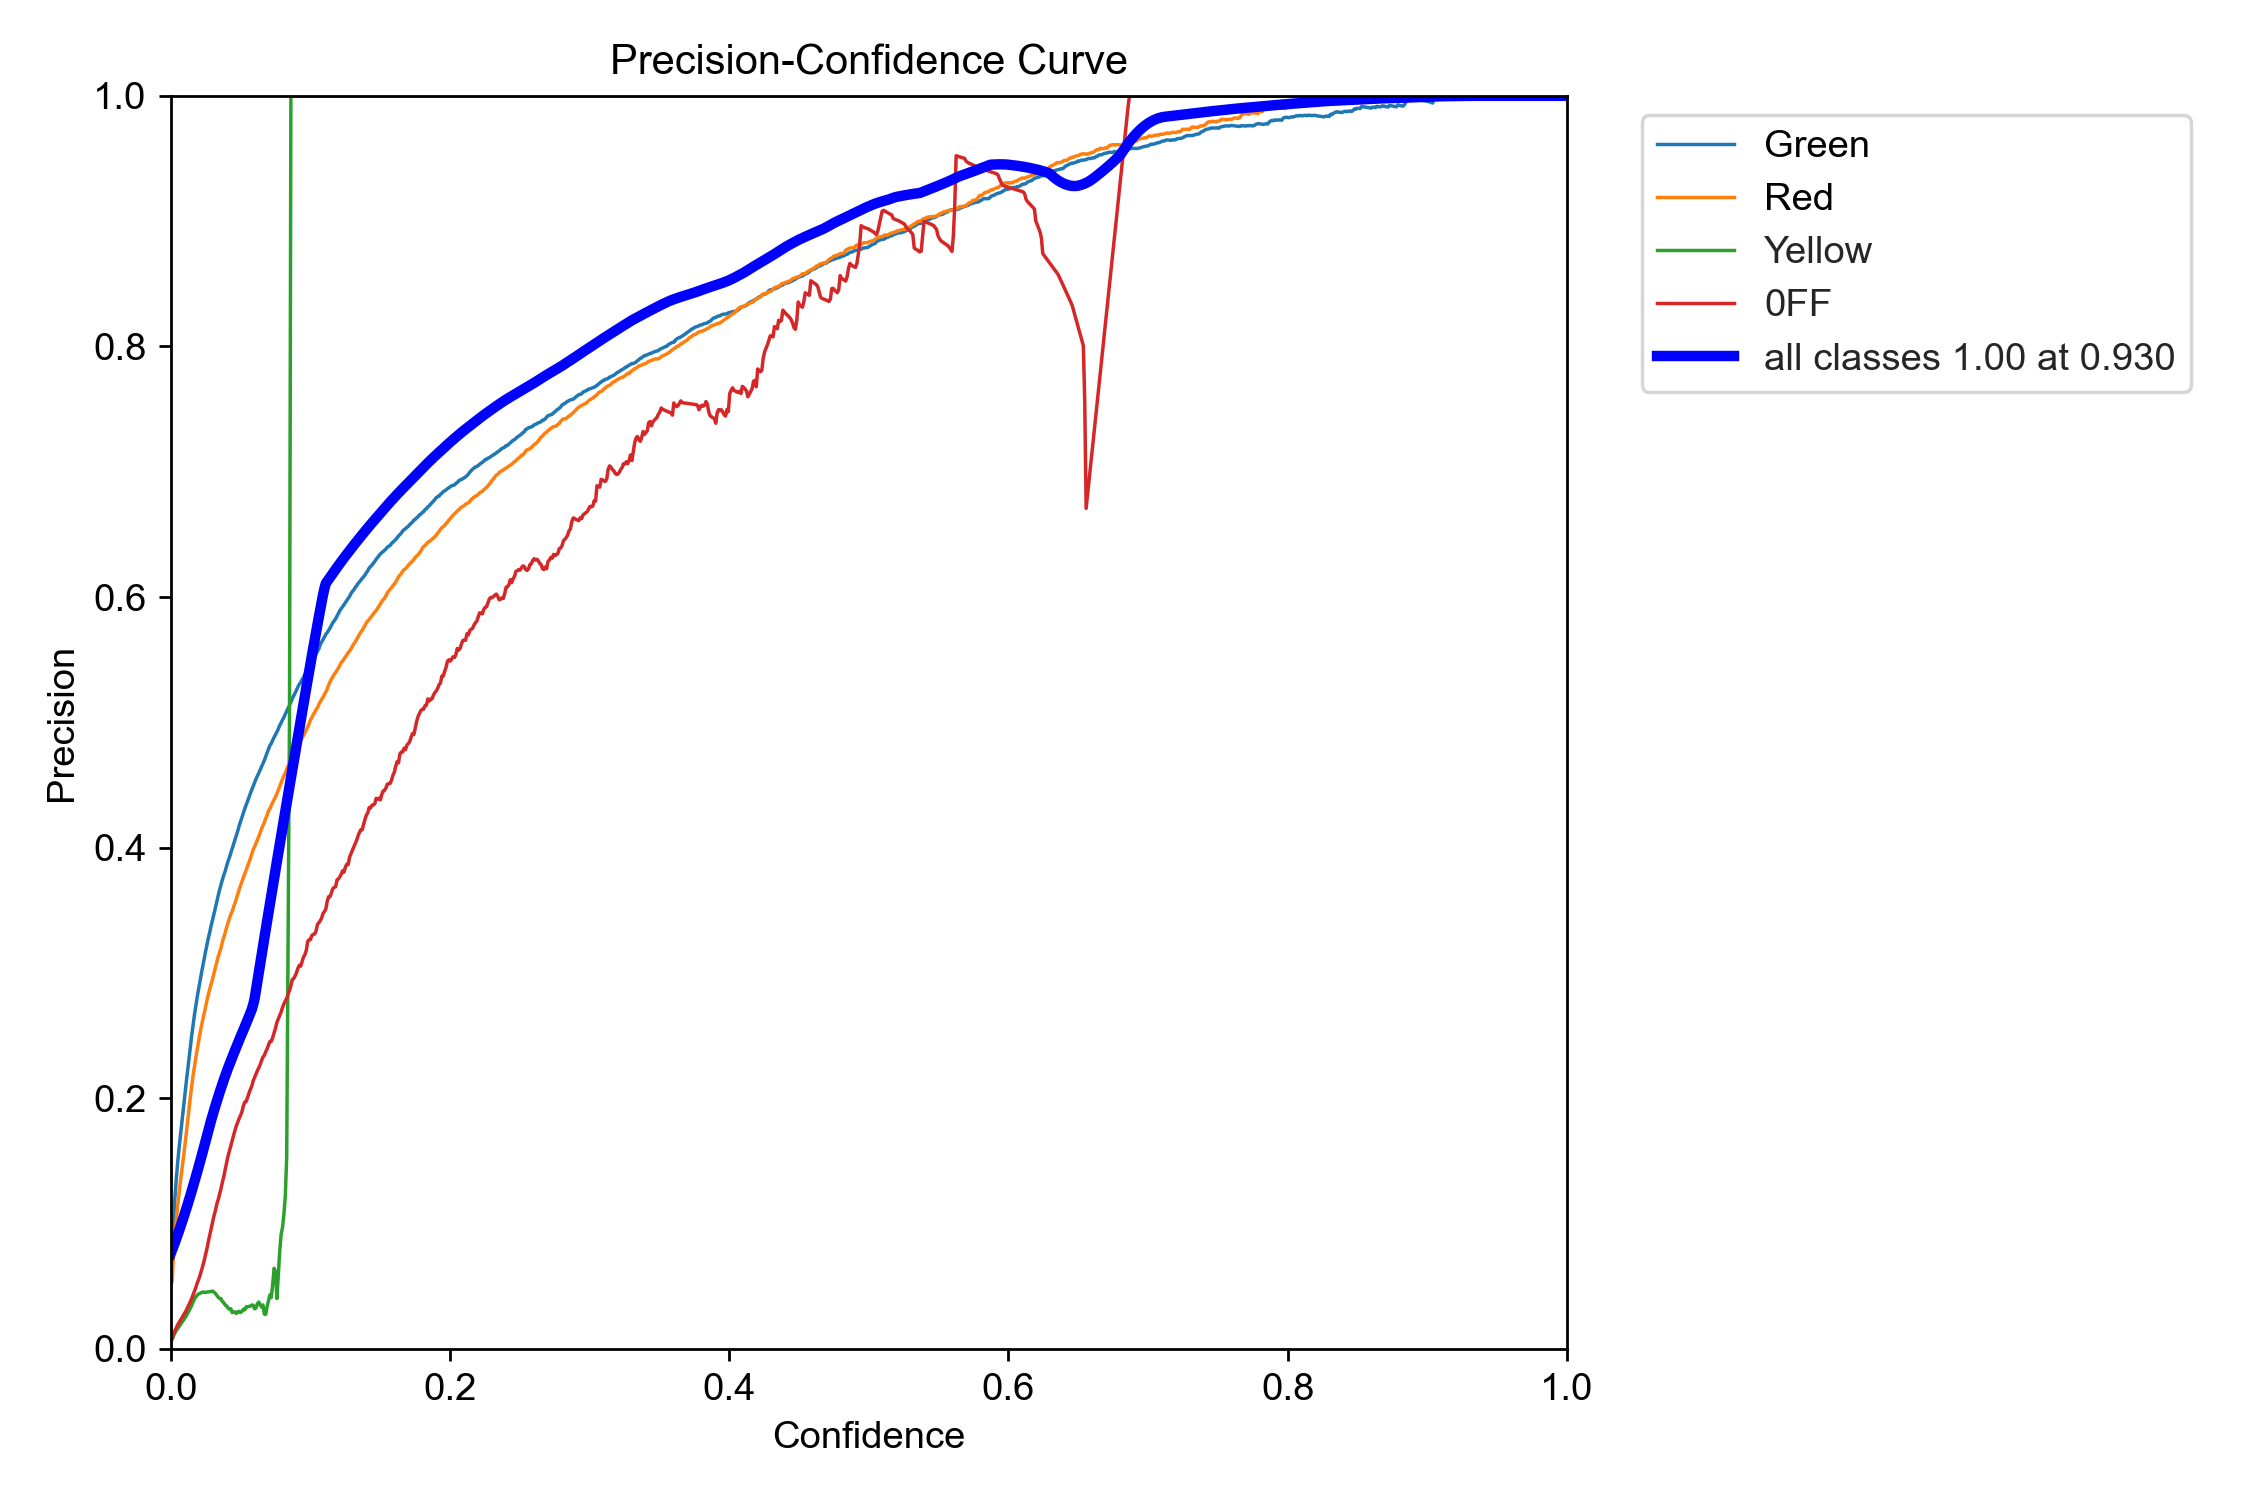 Precision-Confidence Curve
1.0
0.8
0.6
0.4
0.2
0.0
Precision
0.0 0.2 0.4 0.6 0.8 1.0
Confidence
Green
Red
Yellow
0FF
all classes 1.00 at 0.930